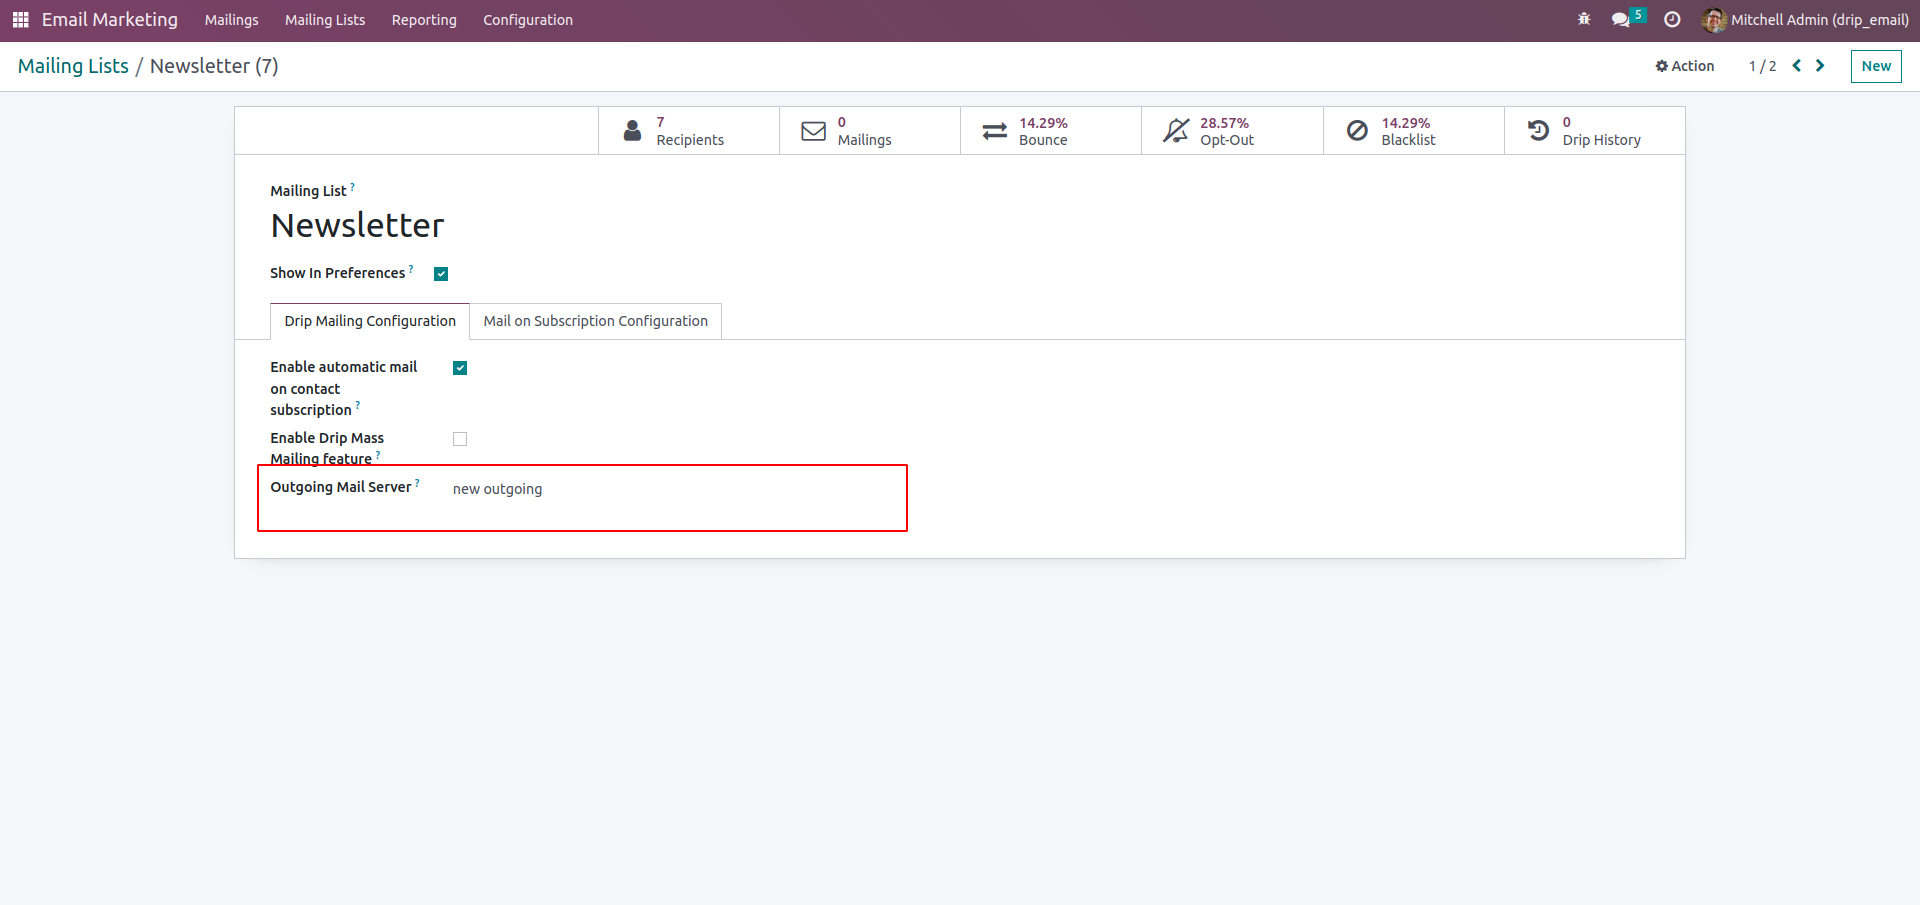 Email Marketing Mailings Mailing Lists Reporting Configuration 5 Mitchell Admin (drip_email)
Mailing Lists / Newsletter (7) Action 1 / 2 New
7 0 14.29% 28.57% 14.29% 0
Recipients Mailings Bounce Opt-Out Blacklist Drip History
Mailing List ?
Newsletter
Show In Preferences ?
Drip Mailing Configuration Mail on Subscription Configuration
Enable automatic mail
on contact
subscription ?
Enable Drip Mass
Mailing feature ?
Outgoing Mail Server ? new outgoing